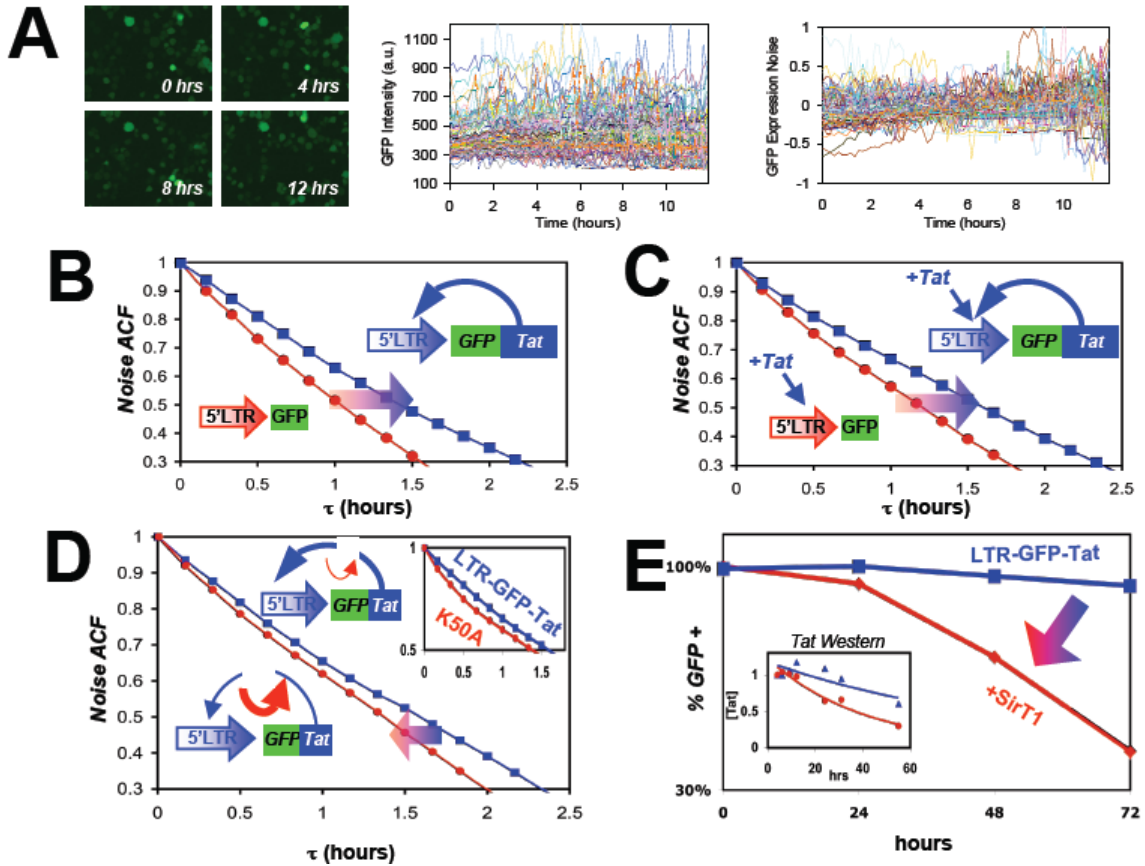 A
0 hrs
4 hrs
8 hrs
12 hrs
GFP Intensity (a.u.)
1100
900
700
500
300
100
0 2 4 6 8 10
Time (hours)
GFP Expression Noise
1
0.5
0
-0.5
-1
0 2 4 6 8 10
Time (hours)
B
Noise ACF
1
0.9
0.8
0.7
0.6
0.5
0.4
0.3
5'LTR GFP Tat
5'LTR GFP
0 0.5 1 1.5 2 2.5
τ (hours)
C
Noise ACF
1
0.9
0.8
0.7
0.6
0.5
0.4
0.3
+Tat
5'LTR GFP Tat
+Tat
5'LTR GFP
0 0.5 1 1.5 2 2.5
τ (hours)
D
Noise ACF
1
0.9
0.8
0.7
0.6
0.5
0.4
0.3
5'LTR GFP Tat
5'LTR GFP Tat
1
0.5
LTR-GFP-Tat
K50A
0 0.5 1 1.5
0 0.5 1 1.5 2 2.5
τ (hours)
E
% GFP +
100%
30%
LTR-GFP-Tat
+SirT1
Tat Western
[Tat]
1
0.5
0
0 20 40 60
hrs
0 24 48 72
hours